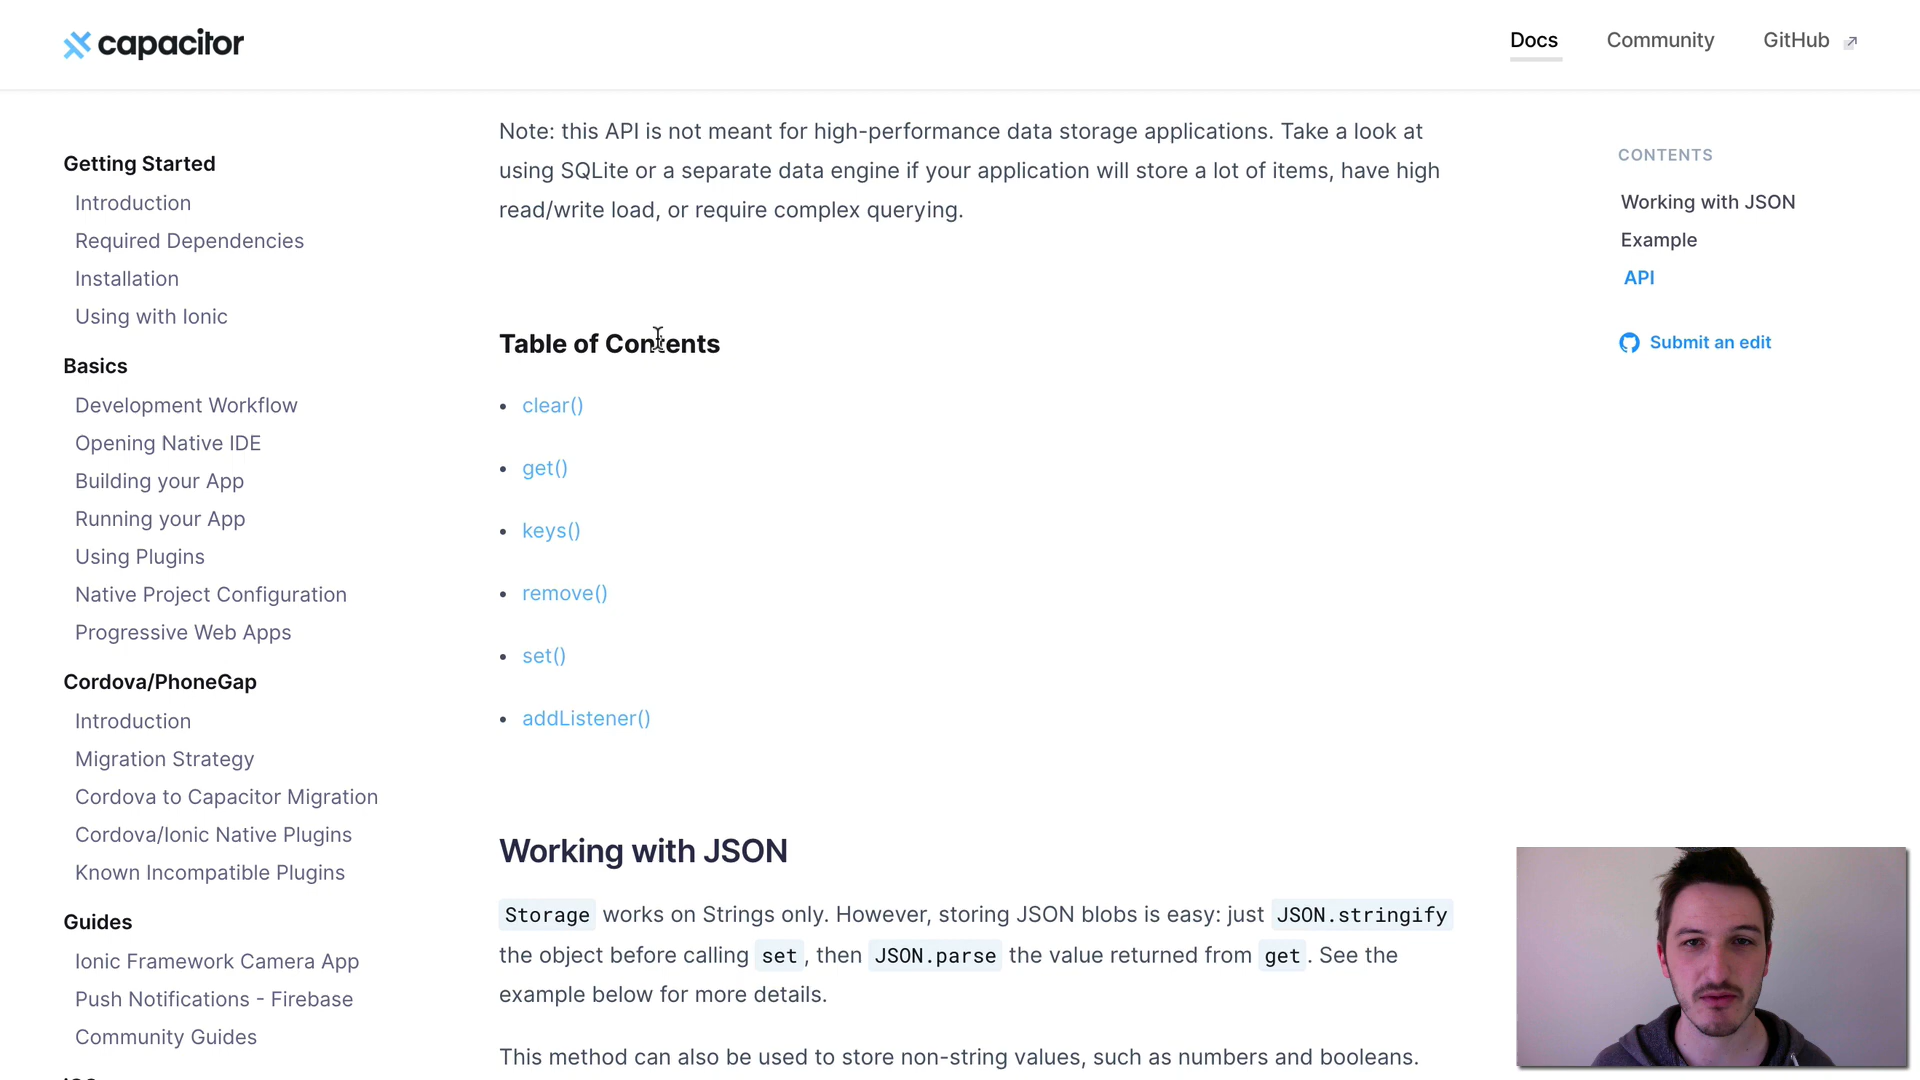 capacitor
Docs
Community
GitHub
Getting Started
Introduction
Required Dependencies
Installation
Using with Ionic
Basics
Development Workflow
Opening Native IDE
Building your App
Running your App
Using Plugins
Native Project Configuration
Progressive Web Apps
Cordova/PhoneGap
Introduction
Migration Strategy
Cordova to Capacitor Migration
Cordova/Ionic Native Plugins
Known Incompatible Plugins
Guides
Ionic Framework Camera App
Push Notifications - Firebase
Community Guides
Note: this API is not meant for high-performance data storage applications. Take a look at
using SQLite or a separate data engine if your application will store a lot of items, have high
read/write load, or require complex querying.
Table of Contents
• clear()
• get()
• keys()
• remove()
• set()
• addListener()
Working with JSON
Storage works on Strings only. However, storing JSON blobs is easy: just JSON.stringify
the object before calling set, then JSON.parse the value returned from get. See the
example below for more details.
This method can also be used to store non-string values, such as numbers and booleans.
CONTENTS
Working with JSON
Example
API
Submit an edit